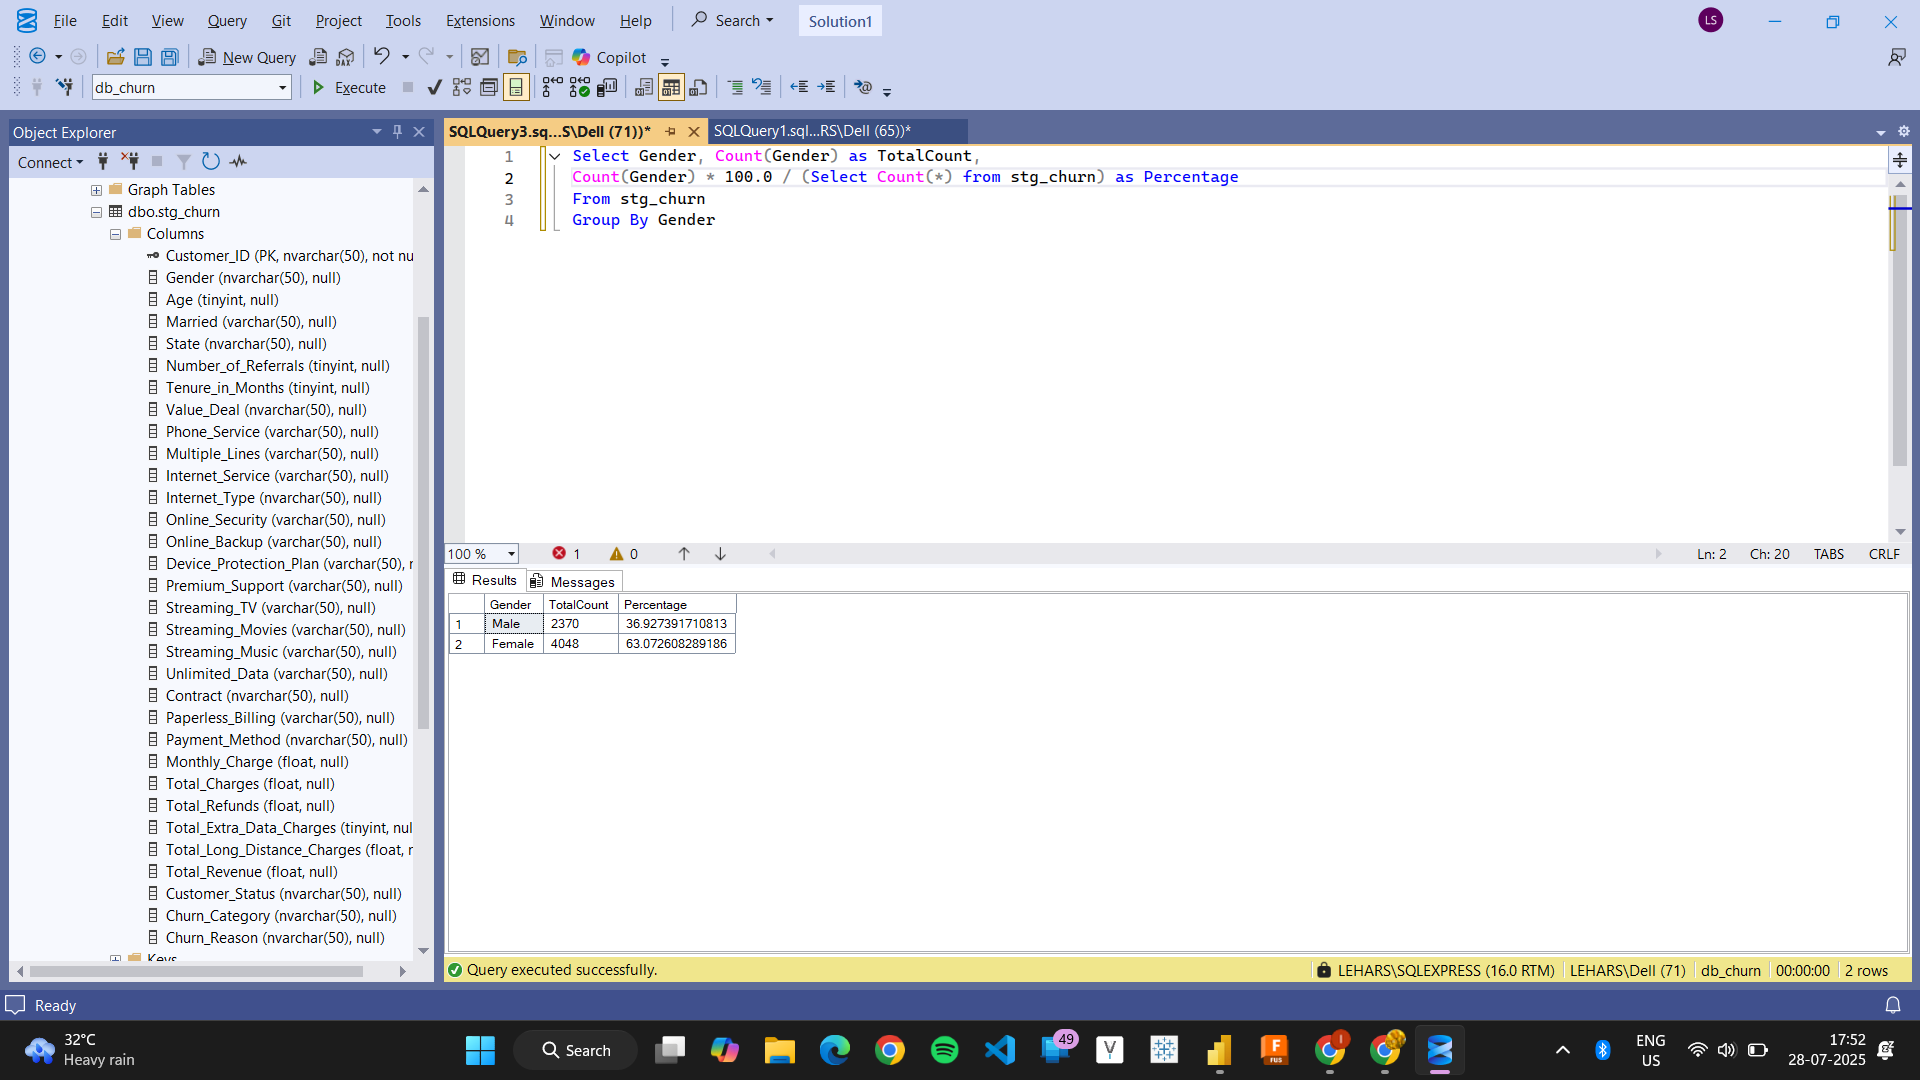 File Edit View Query Git Project Tools Extensions Window Help Search Solution1 LS
New Query DAX Copilot
db_churn Execute
Object Explorer
Connect
Graph Tables
dbo.stg_churn
Columns
Customer_ID (PK, nvarchar(50), not nu
Gender (nvarchar(50), null)
Age (tinyint, null)
Married (varchar(50), null)
State (nvarchar(50), null)
Number_of_Referrals (tinyint, null)
Tenure_in_Months (tinyint, null)
Value_Deal (nvarchar(50), null)
Phone_Service (varchar(50), null)
Multiple_Lines (varchar(50), null)
Internet_Service (varchar(50), null)
Internet_Type (nvarchar(50), null)
Online_Security (varchar(50), null)
Online_Backup (varchar(50), null)
Device_Protection_Plan (varchar(50), r
Premium_Support (varchar(50), null)
Streaming_TV (varchar(50), null)
Streaming_Movies (varchar(50), null)
Streaming_Music (varchar(50), null)
Unlimited_Data (varchar(50), null)
Contract (nvarchar(50), null)
Paperless_Billing (varchar(50), null)
Payment_Method (nvarchar(50), null)
Monthly_Charge (float, null)
Total_Charges (float, null)
Total_Refunds (float, null)
Total_Extra_Data_Charges (tinyint, nul
Total_Long_Distance_Charges (float, r
Total_Revenue (float, null)
Customer_Status (nvarchar(50), null)
Churn_Category (nvarchar(50), null)
Churn_Reason (nvarchar(50), null)
Keys
SQLQuery3.sq...S\Dell (71))* SQLQuery1.sql...RS\Dell (65))*
1 Select Gender, Count(Gender) as TotalCount,
2 Count(Gender) * 100.0 / (Select Count(*) from stg_churn) as Percentage
3 From stg_churn
4 Group By Gender
100 % 1 0 Ln: 2 Ch: 20 TABS CRLF
Results Messages
Gender TotalCount Percentage
1 Male 2370 36.927391710813
2 Female 4048 63.072608289186
Query executed successfully. LEHARS\SQLEXPRESS (16.0 RTM) LEHARS\Dell (71) db_churn 00:00:00 2 rows
Ready
32°C
Heavy rain
Search
49
ENG
US
17:52
28-07-2025